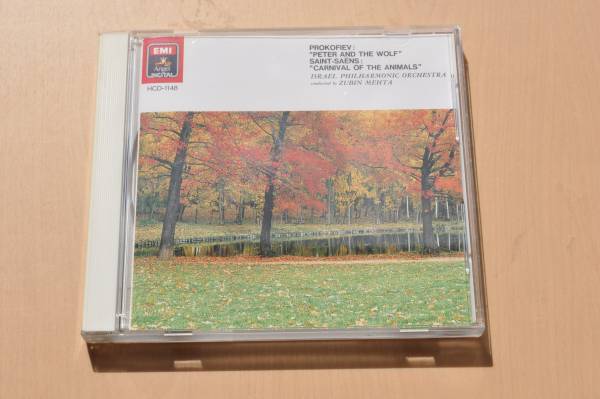 EMI
Angel
DIGITAL
HCD-1148
PROKOFIEV:
"PETER AND THE WOLF"
SAINT-SAËNS:
"CARNIVAL OF THE ANIMALS"
ISRAEL PHILHARMONIC ORCHESTRA
conducted by ZUBIN MEHTA